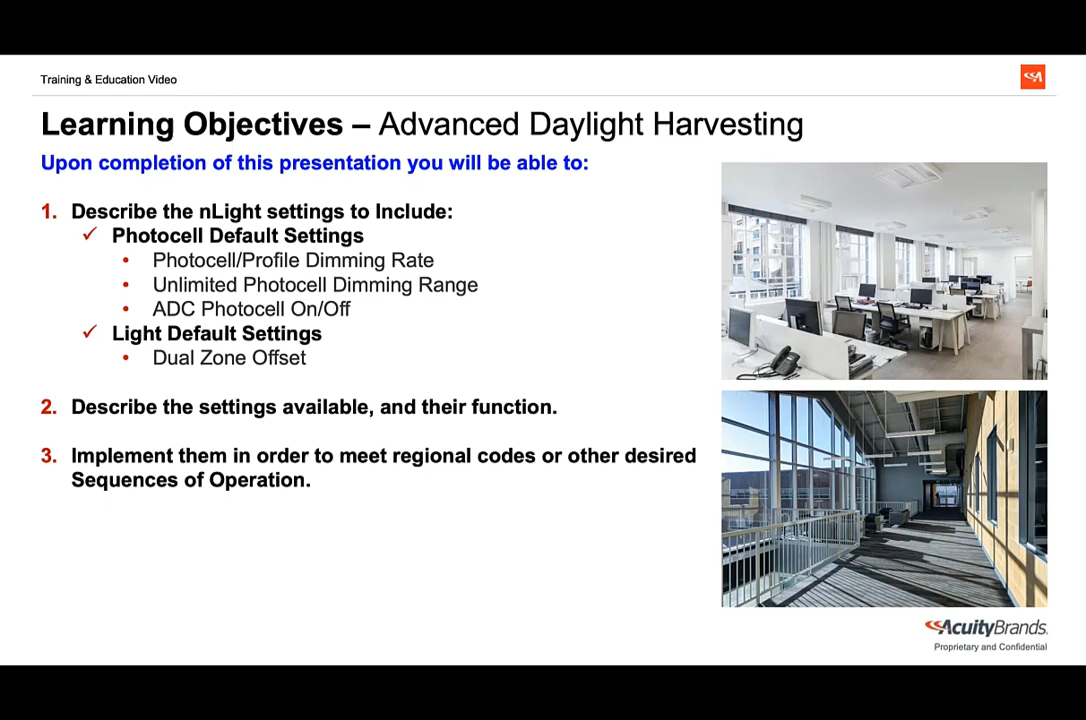 Training & Education Video
Learning Objectives – Advanced Daylight Harvesting
Upon completion of this presentation you will be able to:
1. Describe the nLight settings to Include:
✓ Photocell Default Settings
• Photocell/Profile Dimming Rate
• Unlimited Photocell Dimming Range
• ADC Photocell On/Off
✓ Light Default Settings
• Dual Zone Offset
2. Describe the settings available, and their function.
3. Implement them in order to meet regional codes or other desired
Sequences of Operation.
AcuityBrands.
Proprietary and Confidential